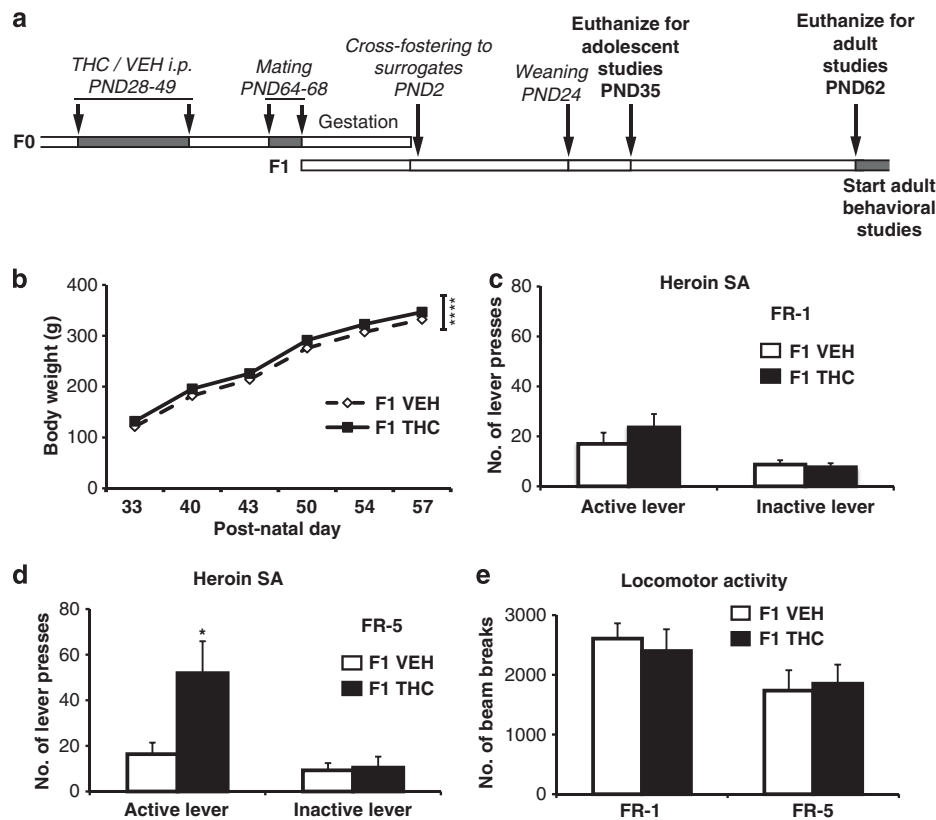 a
THC / VEH i.p.
PND28-49
Mating
PND64-68
Gestation
Cross-fostering to
surrogates
PND2
Weaning
PND24
Euthanize for
adolescent
studies
PND35
Euthanize for
adult
studies
PND62
F0
F1
Start adult
behavioral
studies
b
Body weight (g)
400
300
200
100
0
****
F1 VEH
F1 THC
33 40 43 50 54 57
Post-natal day
c
Heroin SA
FR-1
No. of lever presses
80
60
40
20
0
F1 VEH
F1 THC
Active lever Inactive lever
d
Heroin SA
FR-5
No. of lever presses
80
60
40
20
0
*
F1 VEH
F1 THC
Active lever Inactive lever
e
Locomotor activity
No. of beam breaks
3000
2000
1000
0
F1 VEH
F1 THC
FR-1 FR-5